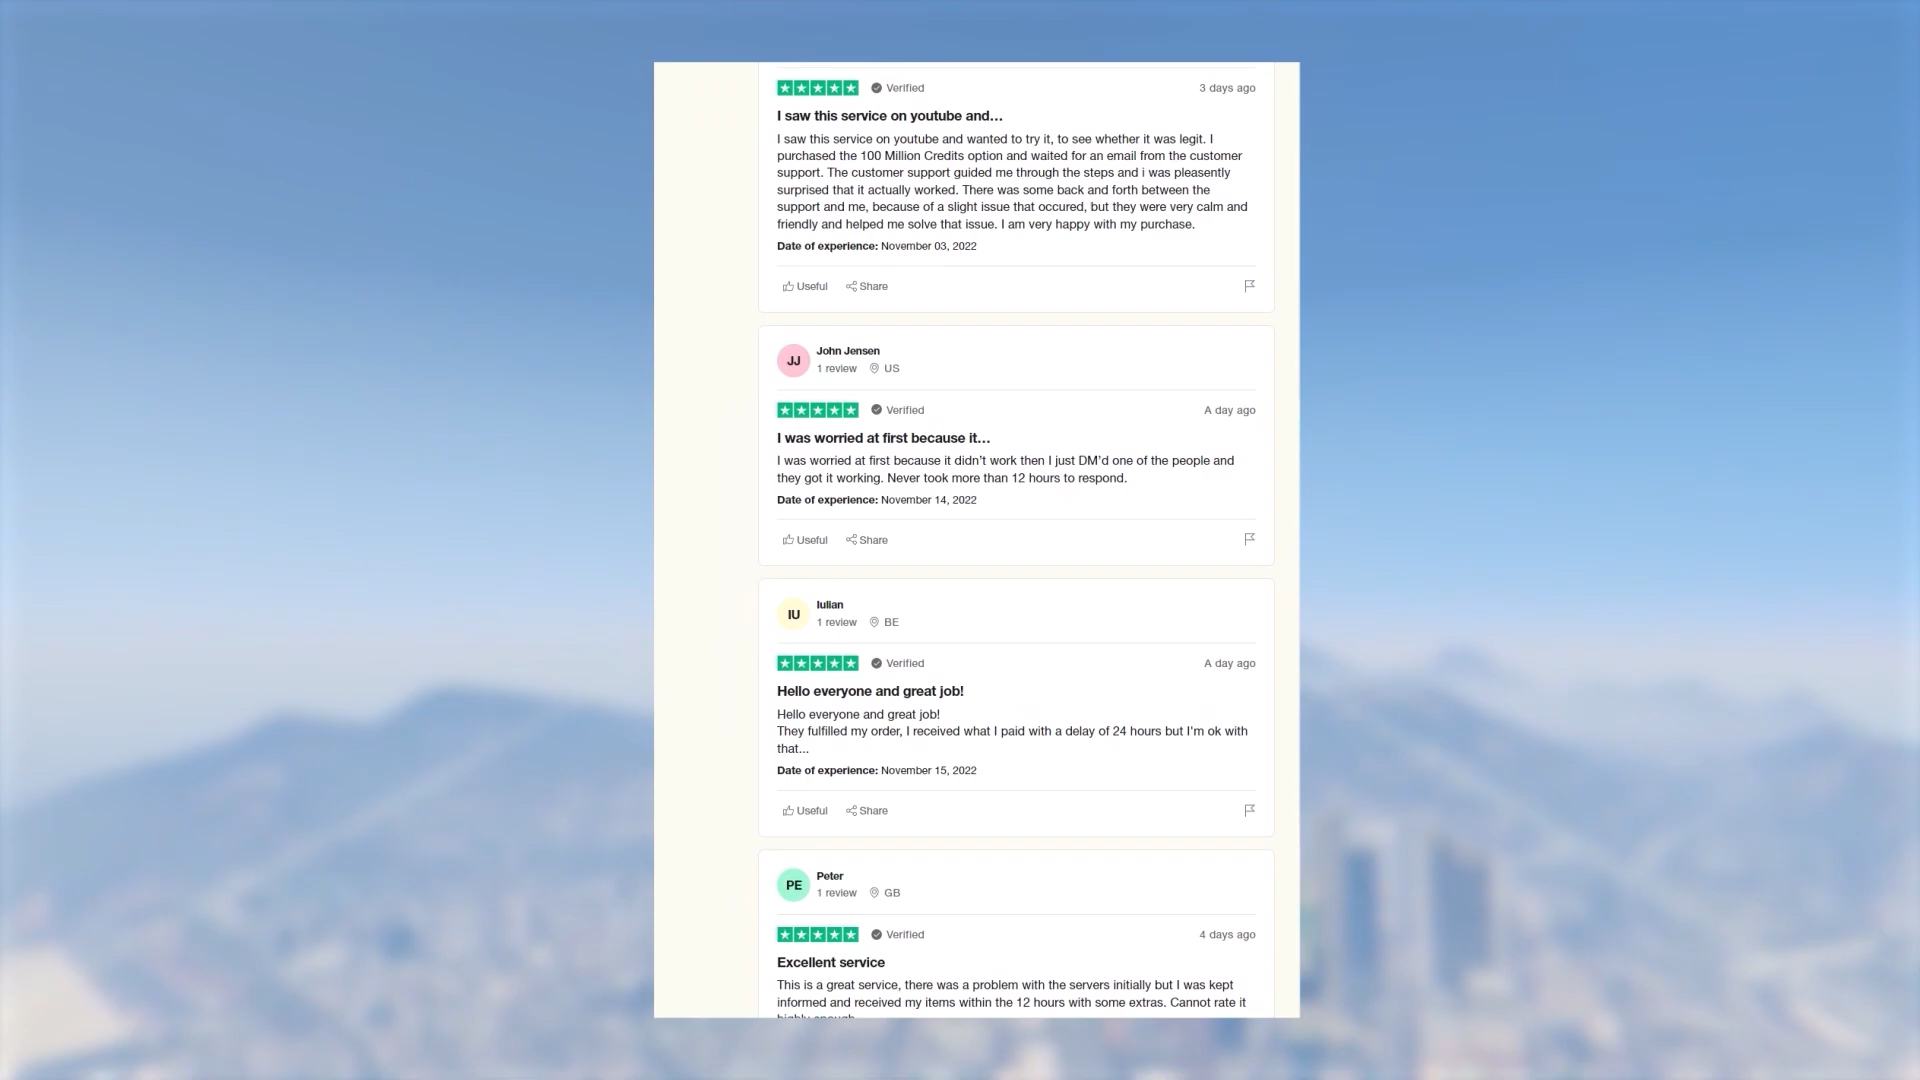 Verified
3 days ago
I saw this service on youtube and…
I saw this service on youtube and wanted to try it, to see whether it was legit. I
purchased the 100 Million Credits option and waited for an email from the customer
support. The customer support guided me through the steps and i was pleasently
surprised that it actually worked. There was some back and forth between the
support and me, because of a slight issue that occured, but they were very calm and
friendly and helped me solve that issue. I am very happy with my purchase.
Date of experience: November 03, 2022
Useful
Share
JJ
John Jensen
1 review
US
Verified
A day ago
I was worried at first because it…
I was worried at first because it didn’t work then I just DM’d one of the people and
they got it working. Never took more than 12 hours to respond.
Date of experience: November 14, 2022
Useful
Share
IU
Iulian
1 review
BE
Verified
A day ago
Hello everyone and great job!
Hello everyone and great job!
They fulfilled my order, I received what I paid with a delay of 24 hours but I'm ok with
that...
Date of experience: November 15, 2022
Useful
Share
PE
Peter
1 review
GB
Verified
4 days ago
Excellent service
This is a great service, there was a problem with the servers initially but I was kept
informed and received my items within the 12 hours with some extras. Cannot rate it